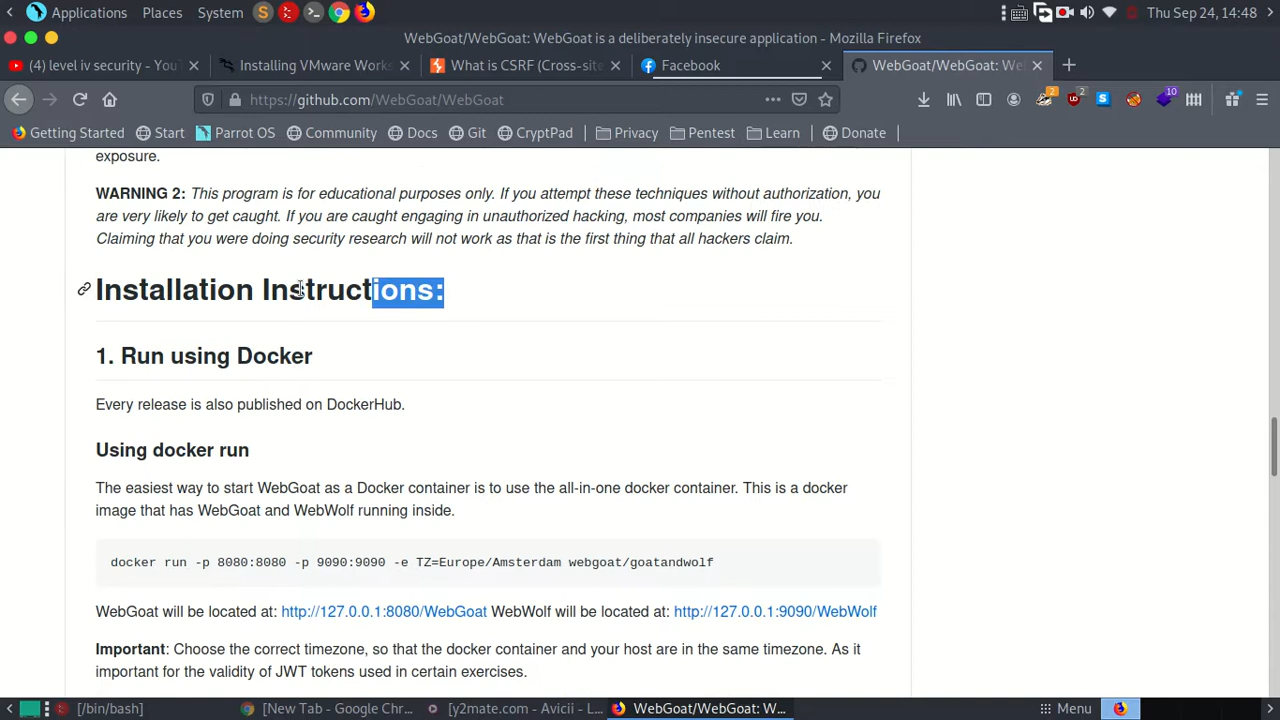 Applications Places System Thu Sep 24, 14:48
WebGoat/WebGoat: WebGoat is a deliberately insecure application - Mozilla Firefox
(4) level iv security - You
Installing VMware Works
What is CSRF (Cross-site
Facebook
WebGoat/WebGoat: We
https://github.com/WebGoat/WebGoat
2 2 10
Getting Started Start Parrot OS Community Docs Git CryptPad Privacy Pentest Learn Donate
exposure.
WARNING 2: This program is for educational purposes only. If you attempt these techniques without authorization, you
are very likely to get caught. If you are caught engaging in unauthorized hacking, most companies will fire you.
Claiming that you were doing security research will not work as that is the first thing that all hackers claim.
Installation Instructions:
1. Run using Docker
Every release is also published on DockerHub.
Using docker run
The easiest way to start WebGoat as a Docker container is to use the all-in-one docker container. This is a docker
image that has WebGoat and WebWolf running inside.
docker run -p 8080:8080 -p 9090:9090 -e TZ=Europe/Amsterdam webgoat/goatandwolf
WebGoat will be located at: http://127.0.0.1:8080/WebGoat WebWolf will be located at: http://127.0.0.1:9090/WebWolf
Important: Choose the correct timezone, so that the docker container and your host are in the same timezone. As it
important for the validity of JWT tokens used in certain exercises.
[/bin/bash] [New Tab - Google Chr... [y2mate.com - Avicii - L... WebGoat/WebGoat: W... Menu